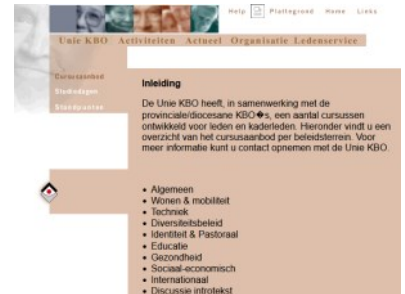 Help Plattegrond Home Links
Unie KBO Activiteiten Actueel Organisatie Ledenservice
Cursusaanbod
Studiedagen
Standpunten
Inleiding
De Unie KBO heeft, in samenwerking met de
provinciale/diocesane KBO�s, een aantal cursussen
ontwikkeld voor leden en kaderleden. Hieronder vindt u een
overzicht van het cursusaanbod per beleidsterrein. Voor
meer informatie kunt u contact opnemen met de Unie KBO.
• Algemeen
• Wonen & mobiliteit
• Techniek
• Diversiteitsbeleid
• Identiteit & Pastoraal
• Educatie
• Gezondheid
• Sociaal-economisch
• Internationaal
• Discussie introtekst